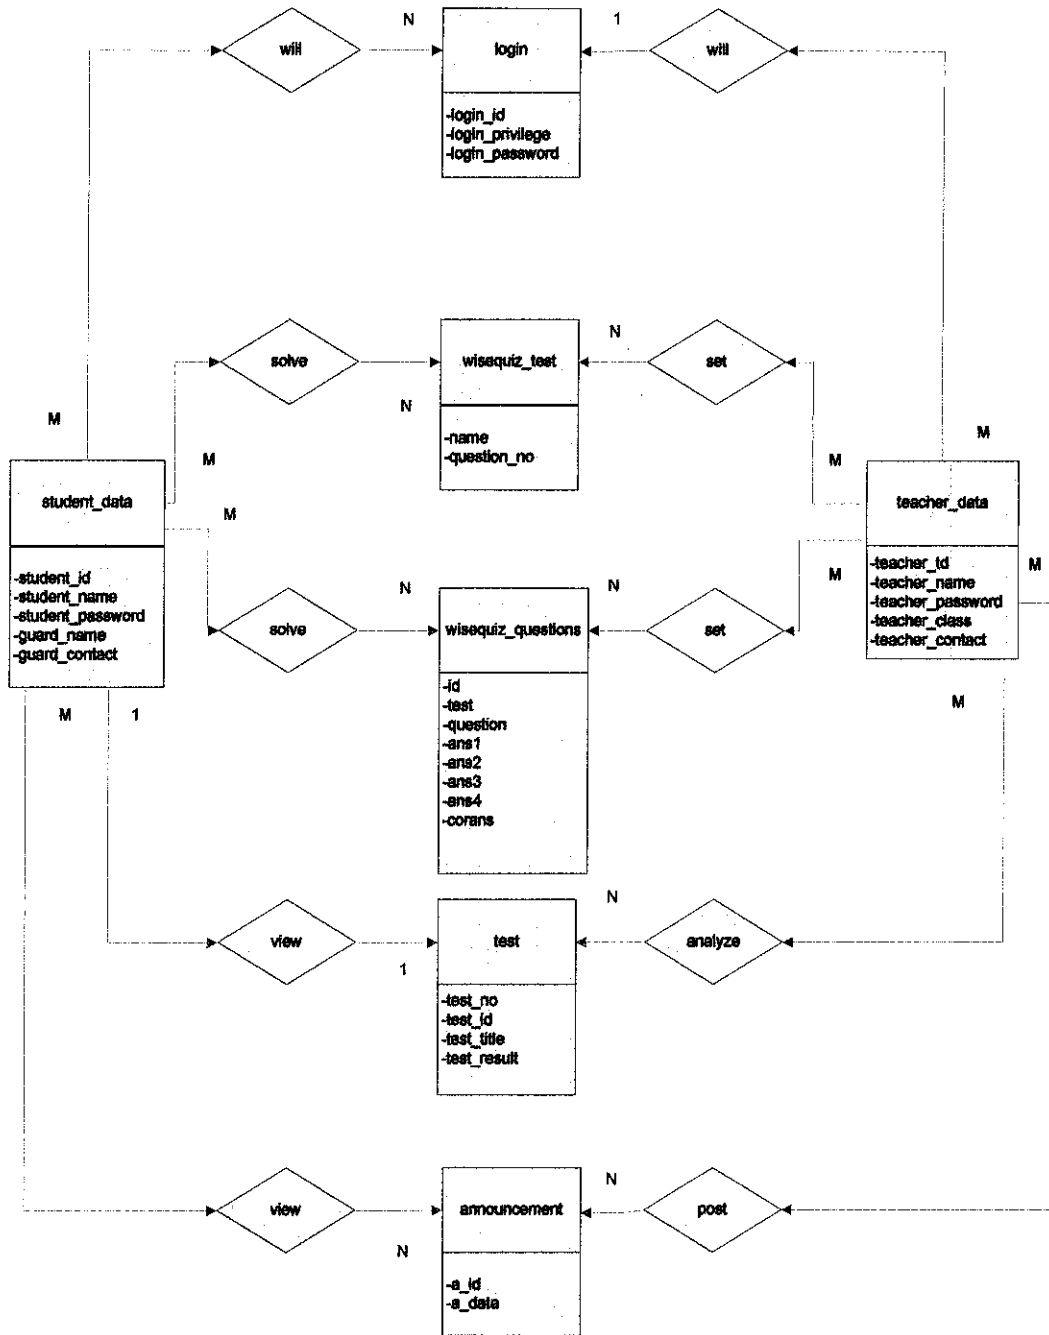 N
1
will
login
will
-login_id
-login_privilege
-login_password
solve
wisequiz_test
N
set
N
M
-name
-question_no
M
M
M
student_data
M
teacher_data
-student_id
-student_name
-student_password
-guard_name
-guard_contact
solve
N
wisequiz_questions
N
set
M
-teacher_td
-teacher_name
-teacher_password
-teacher_class
-teacher_contact
M
M
1
M
-id
-test
-question
-ans1
-ans2
-ans3
-ans4
-corans
view
1
test
N
analyze
-test_no
-test_id
-test_title
-test_result
view
N
announcement
N
post
-a_id
-a_data